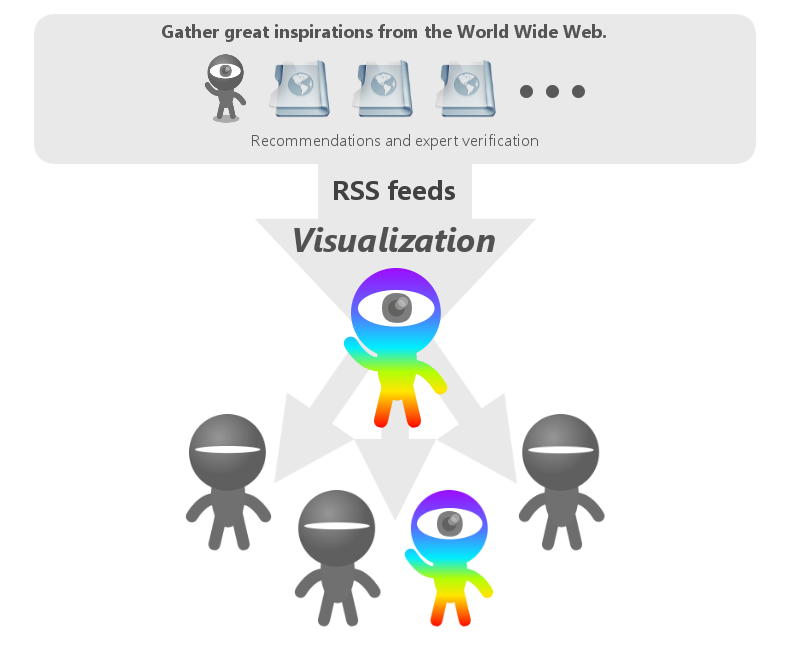 Gather great inspirations from the World Wide Web.
Recommendations and expert verification
RSS feeds
Visualization